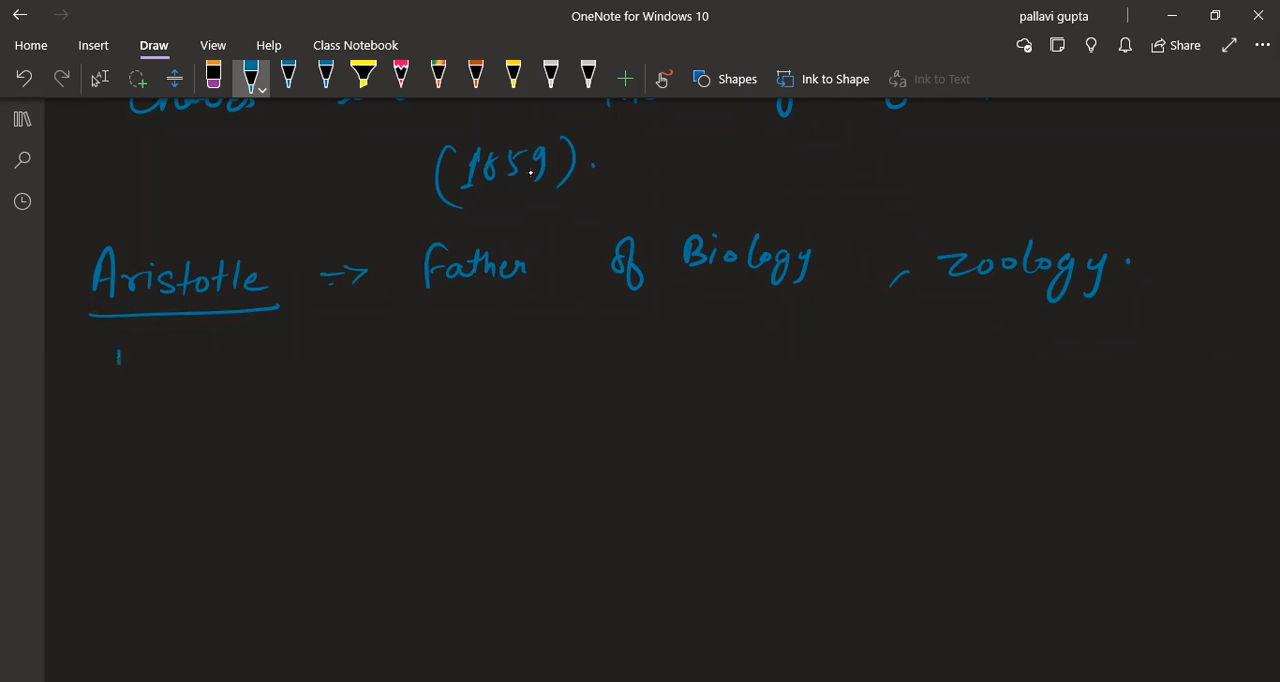 OneNote for Windows 10
pallavi gupta
Home Insert Draw View Help Class Notebook
Share
Shapes Ink to Shape Ink to Text
(1859).
Aristotle => Father of Biology, Zoology.